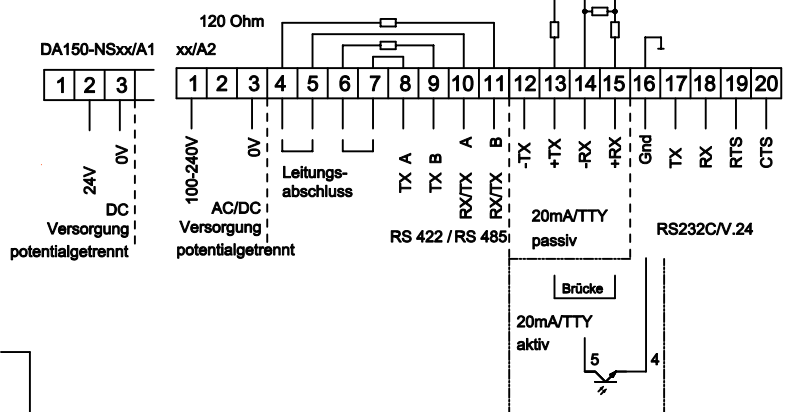 120 Ohm
DA150-NSxx/A1 xx/A2
1 2 3
1 2 3 4 5 6 7 8 9 10 11 12 13 14 15 16 17 18 19 20
24V
0V
100-240V
0V
TX A
TX B
RX/TX A
RX/TX B
-TX
+TX
-RX
+RX
Gnd
TX
RX
RTS
CTS
Leitungs-
abschluss
DC
Versorgung
potentialgetrennt
AC/DC
Versorgung
potentialgetrennt
RS 422 / RS 485
20mA/TTY
passiv
RS232C/V.24
Brücke
20mA/TTY
aktiv
5 4